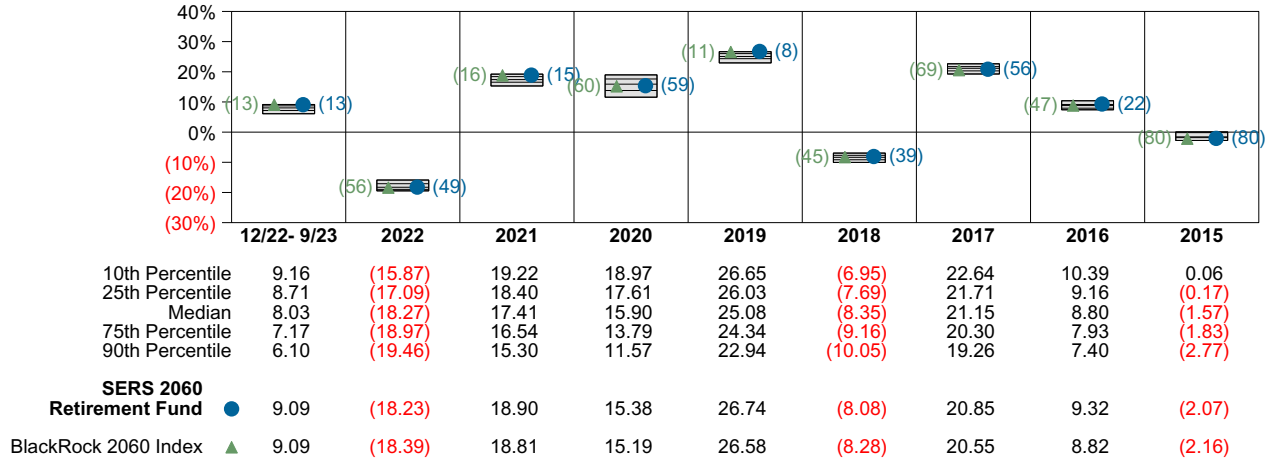 40%
30%
20%
10%
0%
(10%)
(20%)
(30%)
(13) (13)
(56) (49)
(16) (15)
(60) (59)
(11) (8)
(45) (39)
(69) (56)
(47) (22)
(80) (80)
12/22- 9/23 2022 2021 2020 2019 2018 2017 2016 2015
10th Percentile 9.16 (15.87) 19.22 18.97 26.65 (6.95) 22.64 10.39 0.06
25th Percentile 8.71 (17.09) 18.40 17.61 26.03 (7.69) 21.71 9.16 (0.17)
Median 8.03 (18.27) 17.41 15.90 25.08 (8.35) 21.15 8.80 (1.57)
75th Percentile 7.17 (18.97) 16.54 13.79 24.34 (9.16) 20.30 7.93 (1.83)
90th Percentile 6.10 (19.46) 15.30 11.57 22.94 (10.05) 19.26 7.40 (2.77)
SERS 2060
Retirement Fund 9.09 (18.23) 18.90 15.38 26.74 (8.08) 20.85 9.32 (2.07)
BlackRock 2060 Index 9.09 (18.39) 18.81 15.19 26.58 (8.28) 20.55 8.82 (2.16)